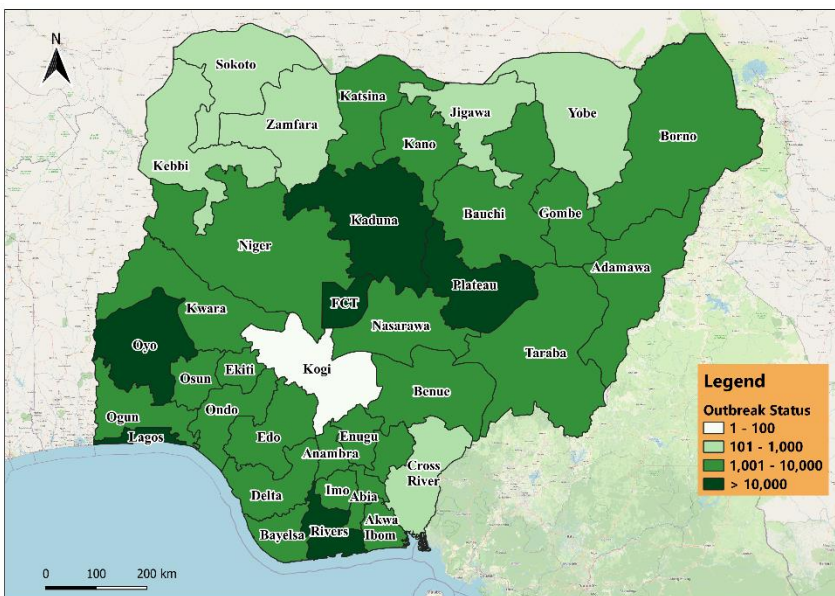 N
Sokoto
Katsina
Jigawa
Yobe
Borno
Zamfara
Kano
Kebbi
Kaduna
Bauchi
Gombe
Niger
Adamawa
Plateau
FCT
Kwara
Nasarawa
Oyo
Taraba
Kogi
Osun
Ekiti
Benue
Ogun
Ondo
Lagos
Edo
Enugu
Anambra
Cross
River
Delta
Imo
Abia
Akwa
Ibom
Bayelsa
Rivers
Legend
Outbreak Status
1 - 100
101 - 1,000
1,001 - 10,000
> 10,000
0 100 200 km